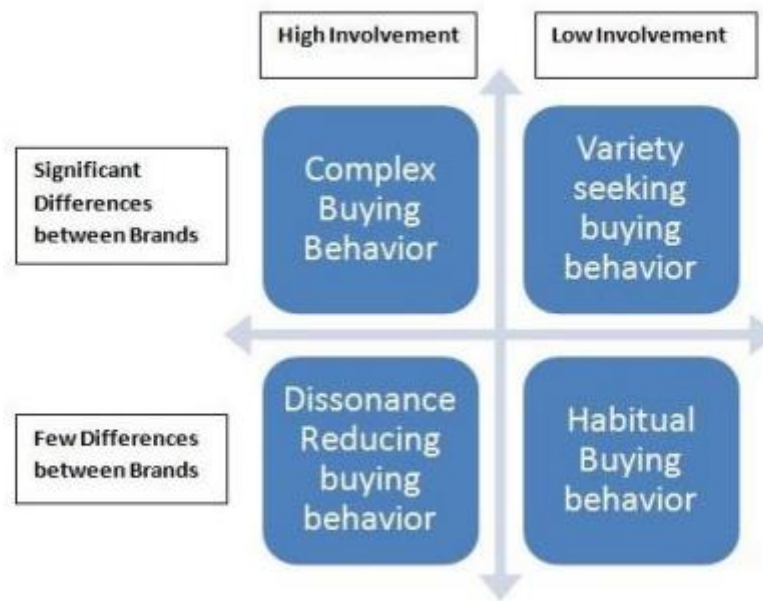 High Involvement
Low Involvement
Significant
Differences
between Brands
Complex
Buying
Behavior
Variety
seeking
buying
behavior
Few Differences
between Brands
Dissonance
Reducing
buying
behavior
Habitual
Buying
behavior